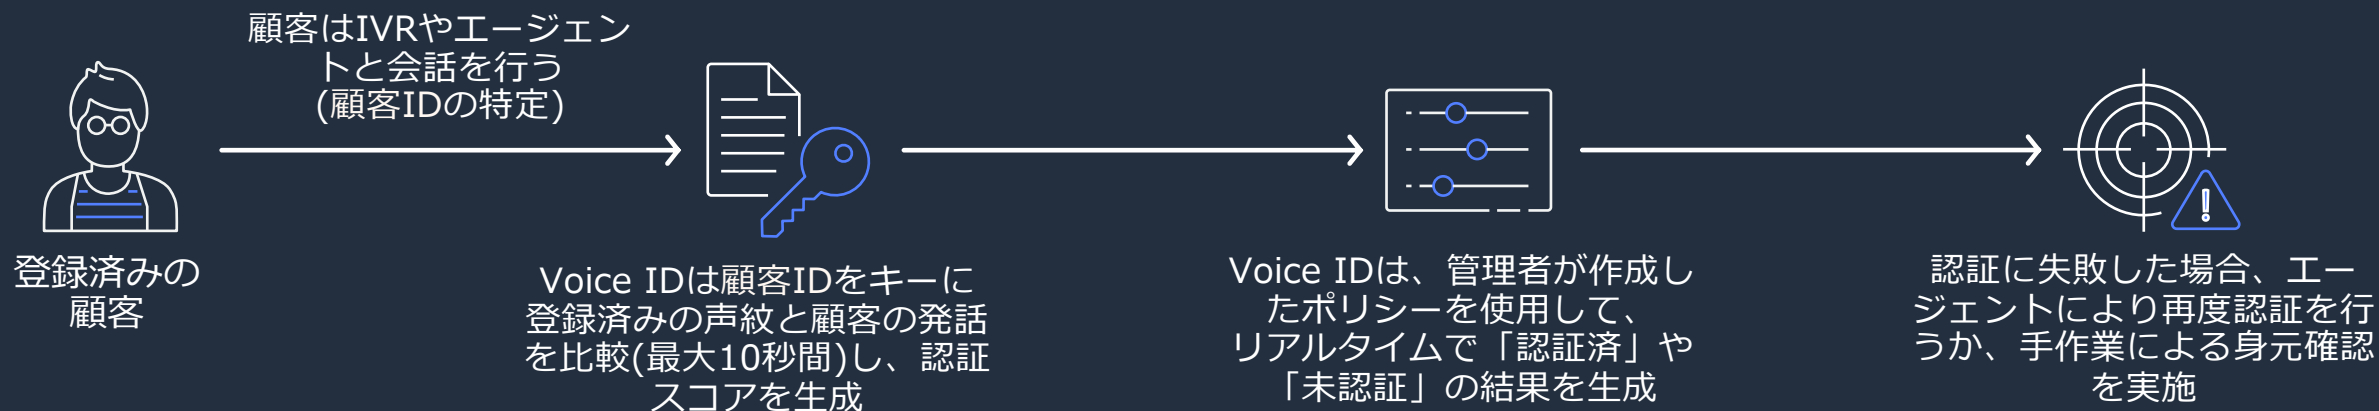 顧客はIVRやエージェン
トと会話を行う
(顧客IDの特定)
登録済みの
顧客
Voice IDは顧客IDをキーに
登録済みの声紋と顧客の発話
を比較(最大10秒間)し、認証
スコアを生成
Voice IDは、管理者が作成し
たポリシーを使用して、
リアルタイムで「認証済」や
「未認証」の結果を生成
認証に失敗した場合、エー
ジェントにより再度認証を行
うか、手作業による身元確認
を実施